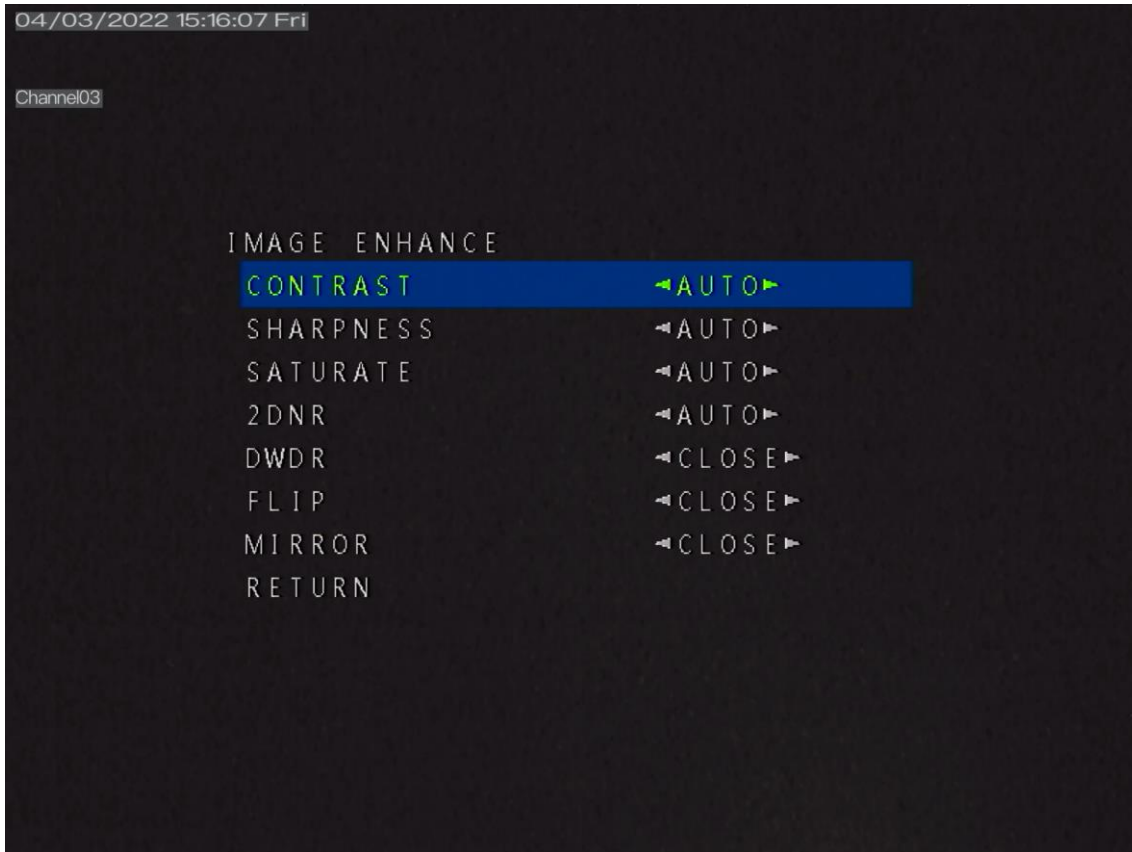 04/03/2022 15:16:07 Fri
Channel03
IMAGE ENHANCE
CONTRAST ◄AUTO►
SHARPNESS ◄AUTO►
SATURATE ◄AUTO►
2DNR ◄AUTO►
DWDR ◄CLOSE►
FLIP ◄CLOSE►
MIRROR ◄CLOSE►
RETURN